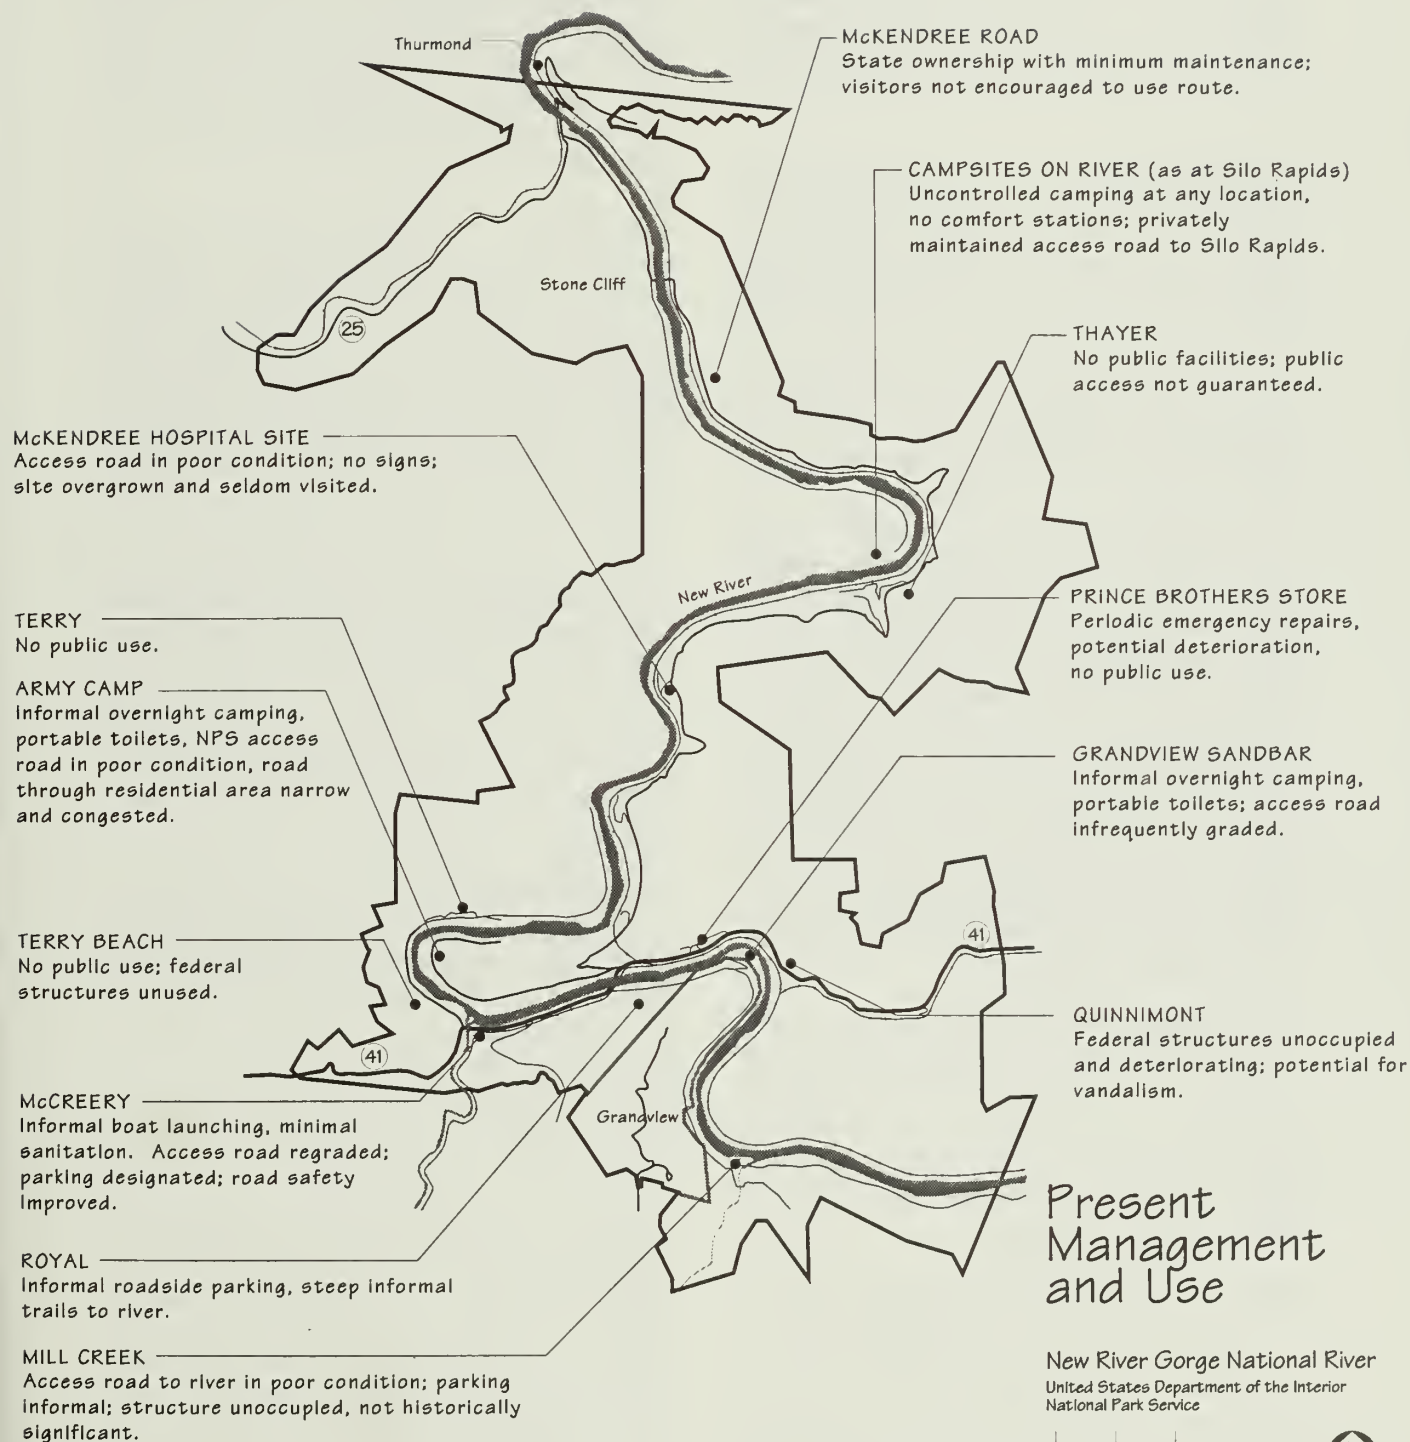 Thurmond
McKENDREE ROAD
State ownership with minimum maintenance;
visitors not encouraged to use route.
CAMPSITES ON RIVER (as at Silo Rapids)
Uncontrolled camping at any location,
no comfort stations; privately
maintained access road to Silo Rapids.
Stone Cliff
25
THAYER
No public facilities; public
access not guaranteed.
McKENDREE HOSPITAL SITE
Access road in poor condition; no signs;
site overgrown and seldom visited.
New River
PRINCE BROTHERS STORE
Periodic emergency repairs,
potential deterioration,
no public use.
TERRY
No public use.
ARMY CAMP
Informal overnight camping,
portable toilets, NPS access
road in poor condition, road
through residential area narrow
and congested.
GRANDVIEW SANDBAR
Informal overnight camping,
portable toilets; access road
infrequently graded.
TERRY BEACH
No public use; federal
structures unused.
41
QUINNIMONT
Federal structures unoccupied
and deteriorating; potential for
vandalism.
41
McCREERY
Informal boat launching, minimal
sanitation. Access road regraded;
parking designated; road safety
improved.
Grandview
ROYAL
Informal roadside parking, steep informal
trails to river.
MILL CREEK
Access road to river in poor condition; parking
informal; structure unoccupied, not historically
significant.
Present
Management
and Use
New River Gorge National River
United States Department of the Interior
National Park Service